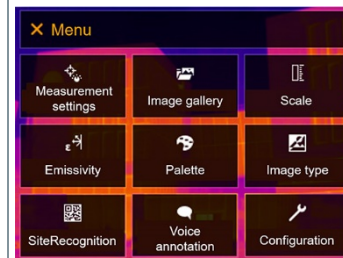 Menu
Measurement
settings
Image gallery
Scale
Emissivity
Palette
Image type
SiteRecognition
Voice
annotation
Configuration